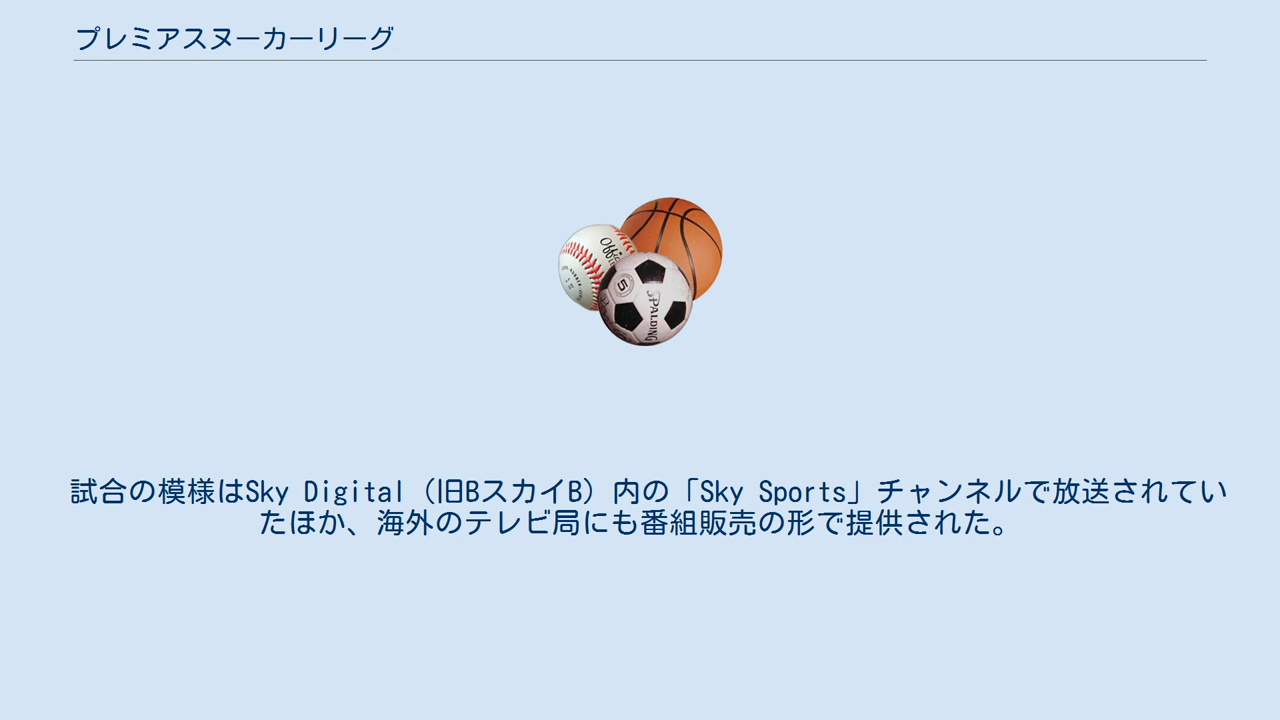 プレミアスヌーカーリーグ
Offic
5
SPALDING
試合の模様はSky Digital（旧BスカイB）内の「Sky Sports」チャンネルで放送されてい
たほか、海外のテレビ局にも番組販売の形で提供された。